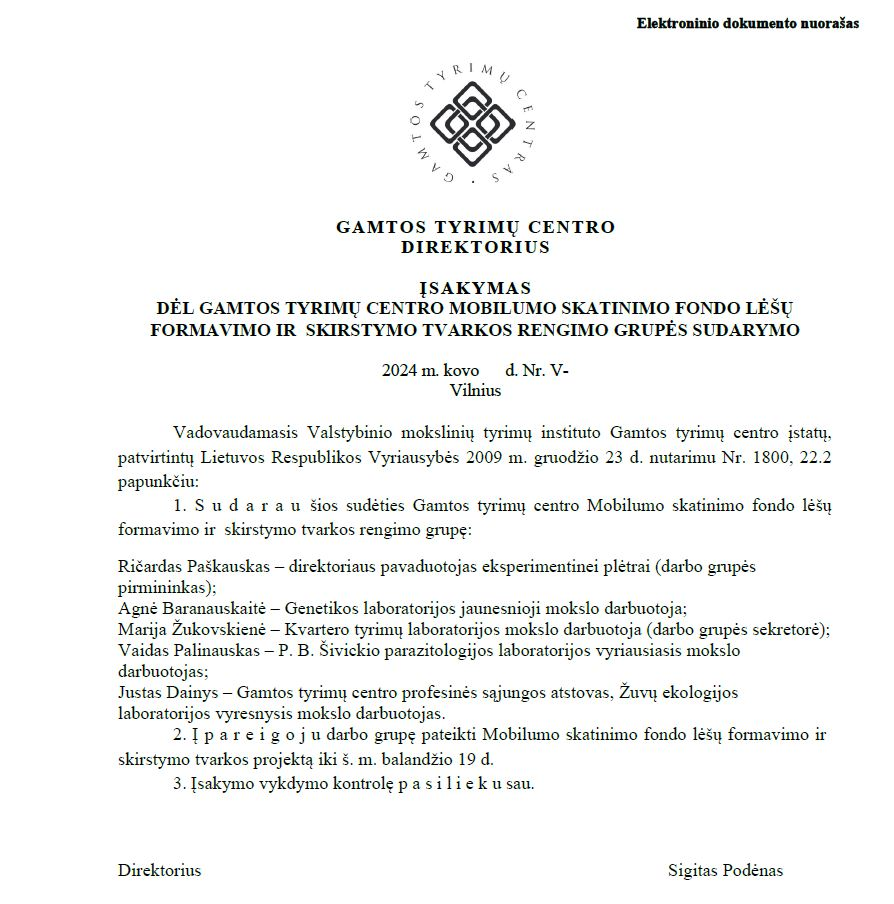 Elektroninio dokumento nuorašas
GAMTOS TYRIMŲ CENTRAS ·
GAMTOS TYRIMŲ CENTRO
DIREKTORIUS
ĮSAKYMAS
DĖL GAMTOS TYRIMŲ CENTRO MOBILUMO SKATINIMO FONDO LĖŠŲ
FORMAVIMO IR SKIRSTYMO TVARKOS RENGIMO GRUPĖS SUDARYMO
2024 m. kovo d. Nr. V-
Vilnius
Vadovaudamasis Valstybinio mokslinių tyrimų instituto Gamtos tyrimų centro įstatų,
patvirtintų Lietuvos Respublikos Vyriausybės 2009 m. gruodžio 23 d. nutarimu Nr. 1800, 22.2
papunkčiu:
1. S u d a r a u šios sudėties Gamtos tyrimų centro Mobilumo skatinimo fondo lėšų
formavimo ir skirstymo tvarkos rengimo grupę:
Ričardas Paškauskas – direktoriaus pavaduotojas eksperimentinei plėtrai (darbo grupės
pirmininkas);
Agnė Baranauskaitė – Genetikos laboratorijos jaunesnioji mokslo darbuotoja;
Marija Žukovskienė – Kvartero tyrimų laboratorijos mokslo darbuotoja (darbo grupės sekretorė);
Vaidas Palinauskas – P. B. Šivickio parazitologijos laboratorijos vyriausiasis mokslo
darbuotojas;
Justas Dainys – Gamtos tyrimų centro profesinės sąjungos atstovas, Žuvų ekologijos
laboratorijos vyresnysis mokslo darbuotojas.
2. Į p a r e i g o j u darbo grupę pateikti Mobilumo skatinimo fondo lėšų formavimo ir
skirstymo tvarkos projektą iki š. m. balandžio 19 d.
3. Įsakymo vykdymo kontrolę p a s i l i e k u sau.
Direktorius Sigitas Podėnas